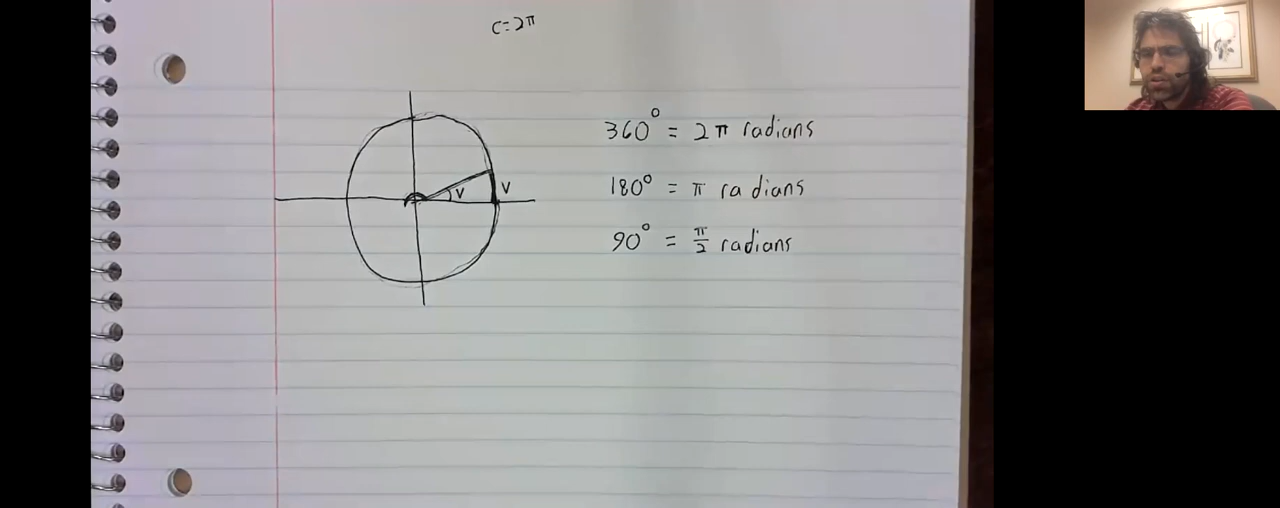 C=2π
360° = 2π radians
180° = π radians
90° = π/2 radians
v
v